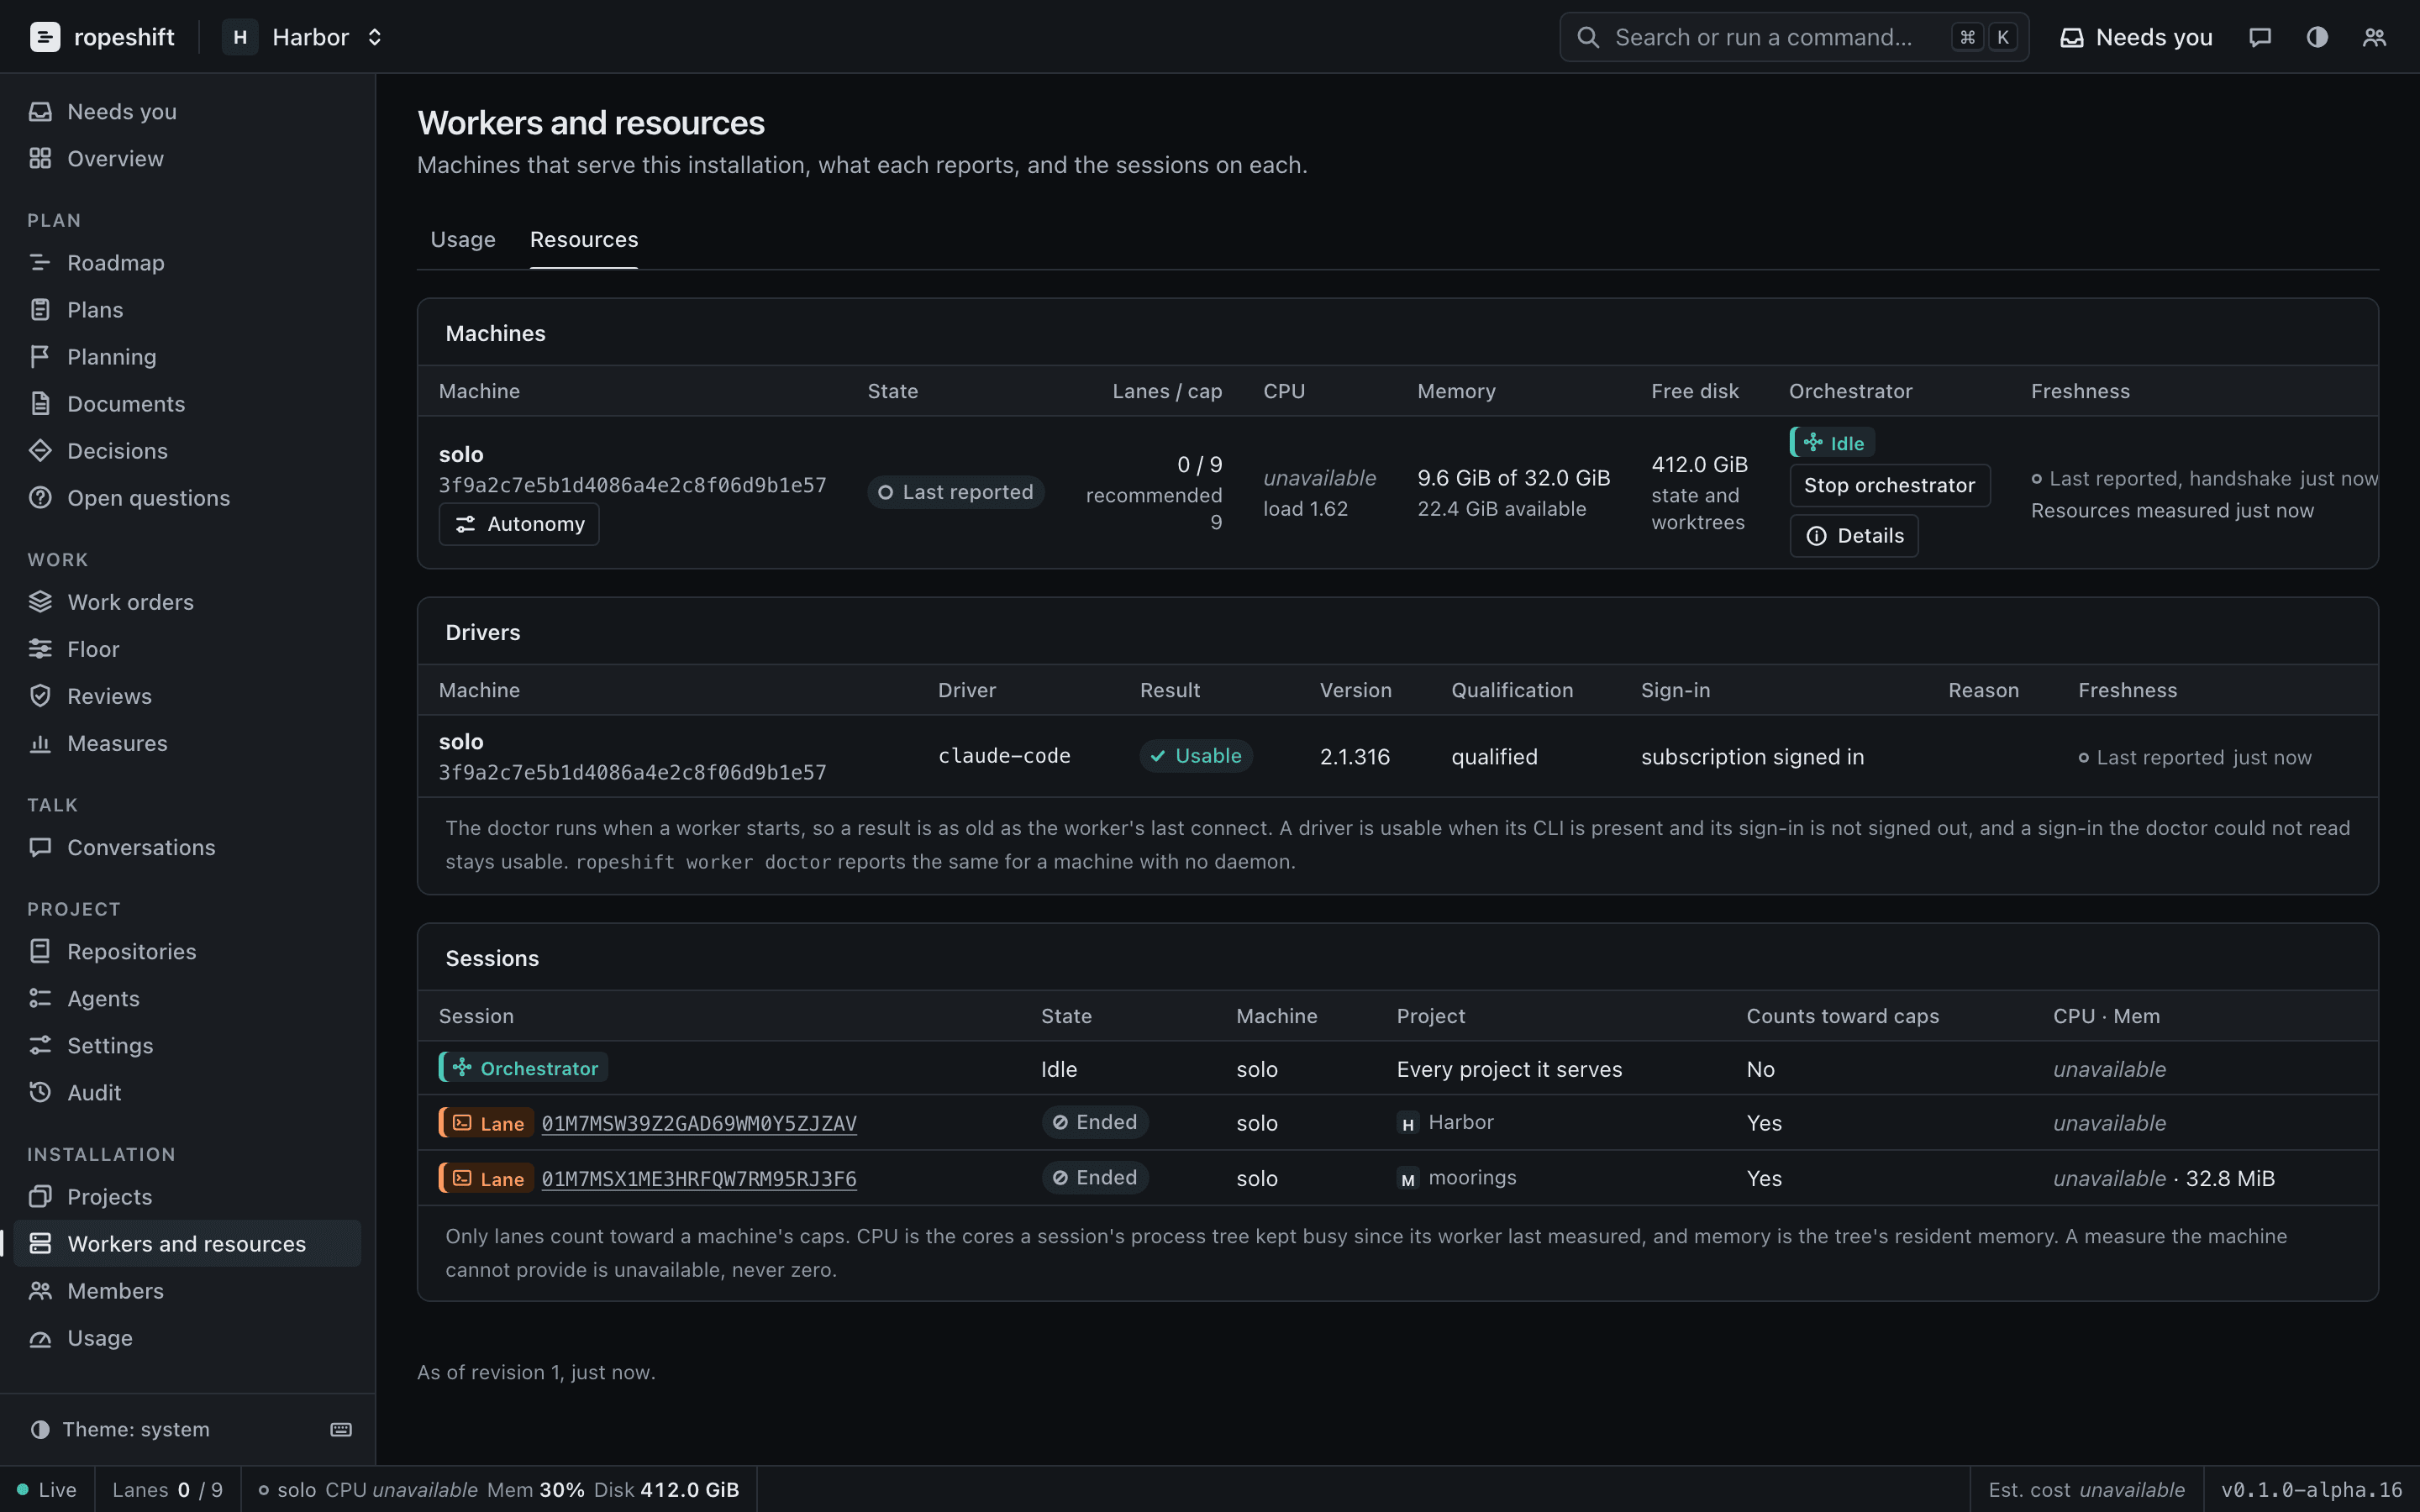 ropeshift
H Harbor
Search or run a command... ⌘ K
Needs you
Needs you
Overview
PLAN
Roadmap
Plans
Planning
Documents
Decisions
Open questions
WORK
Work orders
Floor
Reviews
Measures
TALK
Conversations
PROJECT
Repositories
Agents
Settings
Audit
INSTALLATION
Projects
Workers and resources
Members
Usage
Theme: system
Workers and resources
Machines that serve this installation, what each reports, and the sessions on each.
Usage Resources
Machines
Machine State Lanes / cap CPU Memory Free disk Orchestrator Freshness
solo
3f9a2c7e5b1d4086a4e2c8f06d9b1e57
Autonomy
Last reported
0 / 9
recommended
9
unavailable
load 1.62
9.6 GiB of 32.0 GiB
22.4 GiB available
412.0 GiB
state and
worktrees
Idle
Stop orchestrator
Details
Last reported, handshake just now
Resources measured just now
Drivers
Machine Driver Result Version Qualification Sign-in Reason Freshness
solo
3f9a2c7e5b1d4086a4e2c8f06d9b1e57
claude-code Usable 2.1.316 qualified subscription signed in Last reported just now
The doctor runs when a worker starts, so a result is as old as the worker's last connect. A driver is usable when its CLI is present and its sign-in is not signed out, and a sign-in the doctor could not read
stays usable. ropeshift worker doctor reports the same for a machine with no daemon.
Sessions
Session State Machine Project Counts toward caps CPU · Mem
Orchestrator Idle solo Every project it serves No unavailable
Lane 01M7MSW39Z2GAD69WM0Y5ZJZAV Ended solo H Harbor Yes unavailable
Lane 01M7MSX1ME3HRFQW7RM95RJ3F6 Ended solo M moorings Yes unavailable · 32.8 MiB
Only lanes count toward a machine's caps. CPU is the cores a session's process tree kept busy since its worker last measured, and memory is the tree's resident memory. A measure the machine
cannot provide is unavailable, never zero.
As of revision 1, just now.
Live Lanes 0 / 9 solo CPU unavailable Mem 30% Disk 412.0 GiB Est. cost unavailable v0.1.0-alpha.16